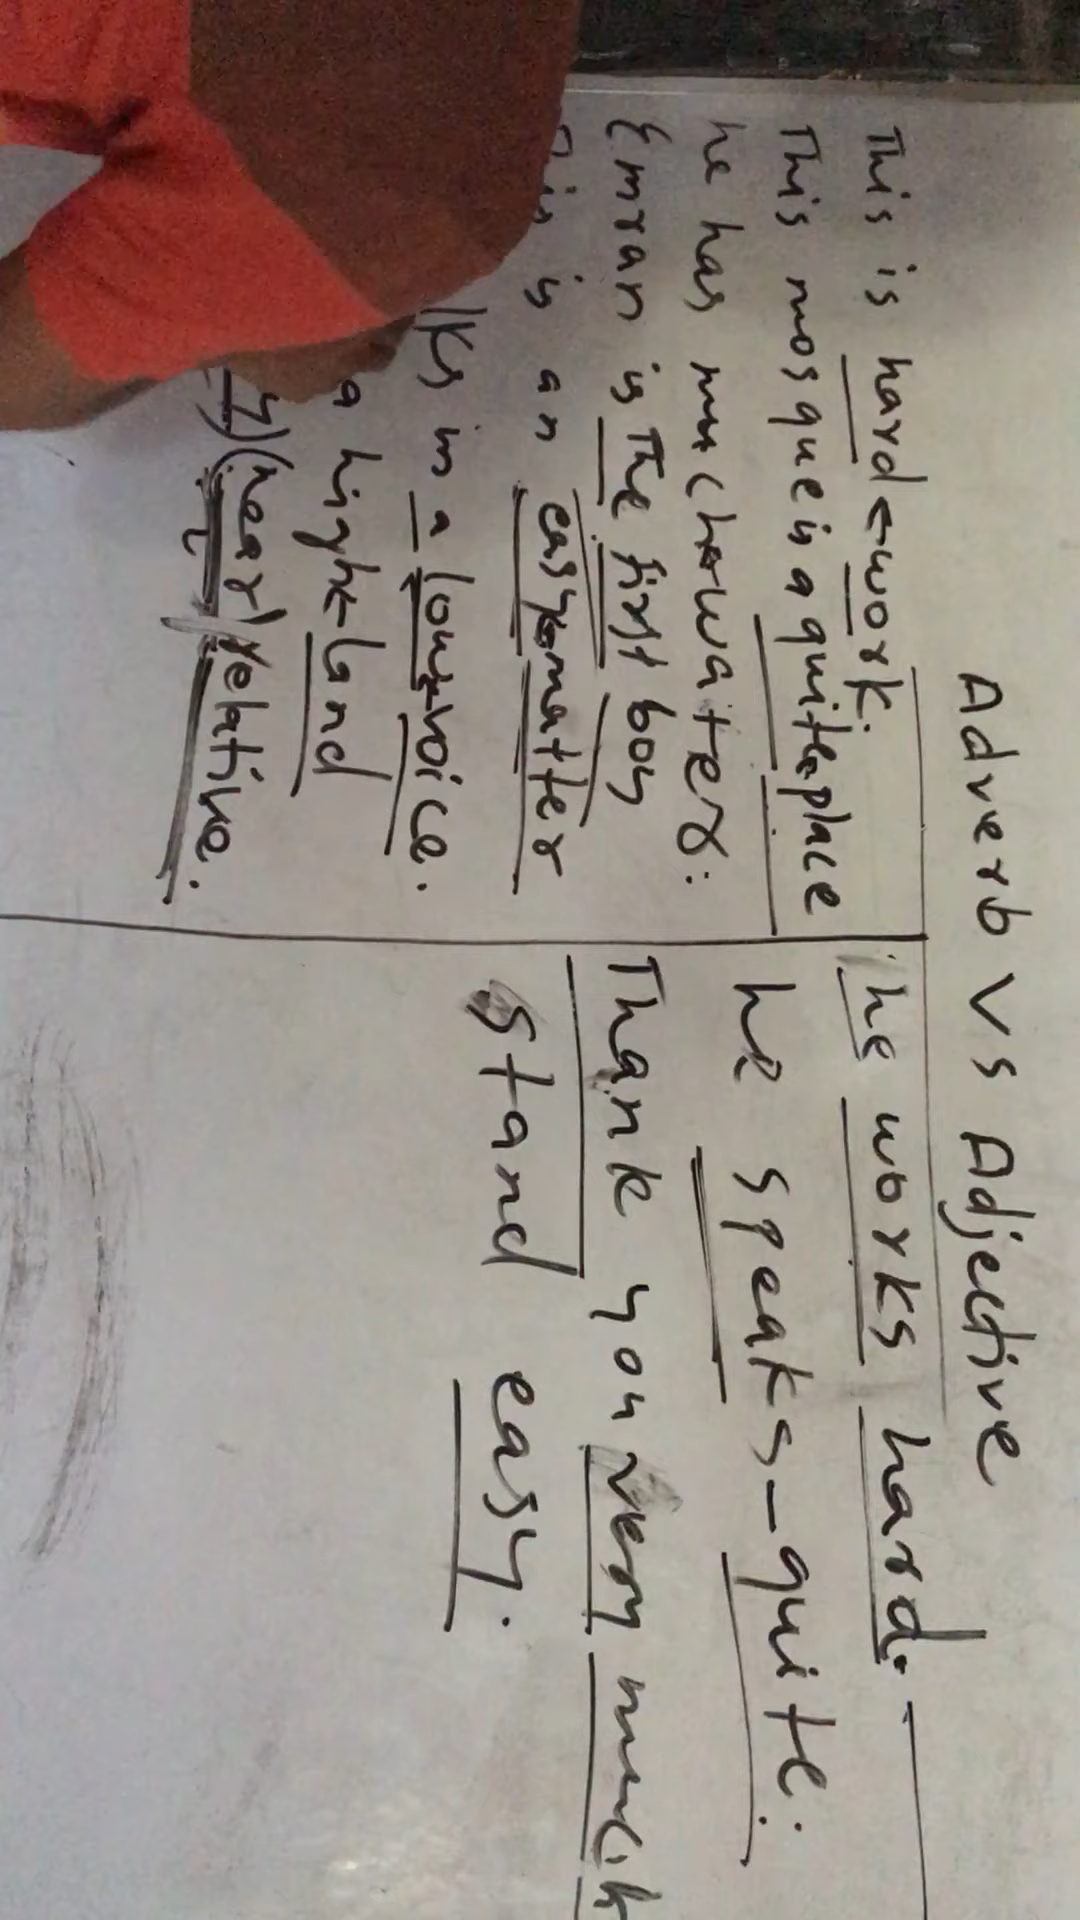 Adverb Vs Adjective
This is hard work.
This mosque is a quite place
he has much waters.
Emran is The first boy
is an easy matter
lks in a low voice.
a high land
(near) relative.
he works hard.
he speaks quite.
Thank you very much
stand easy.